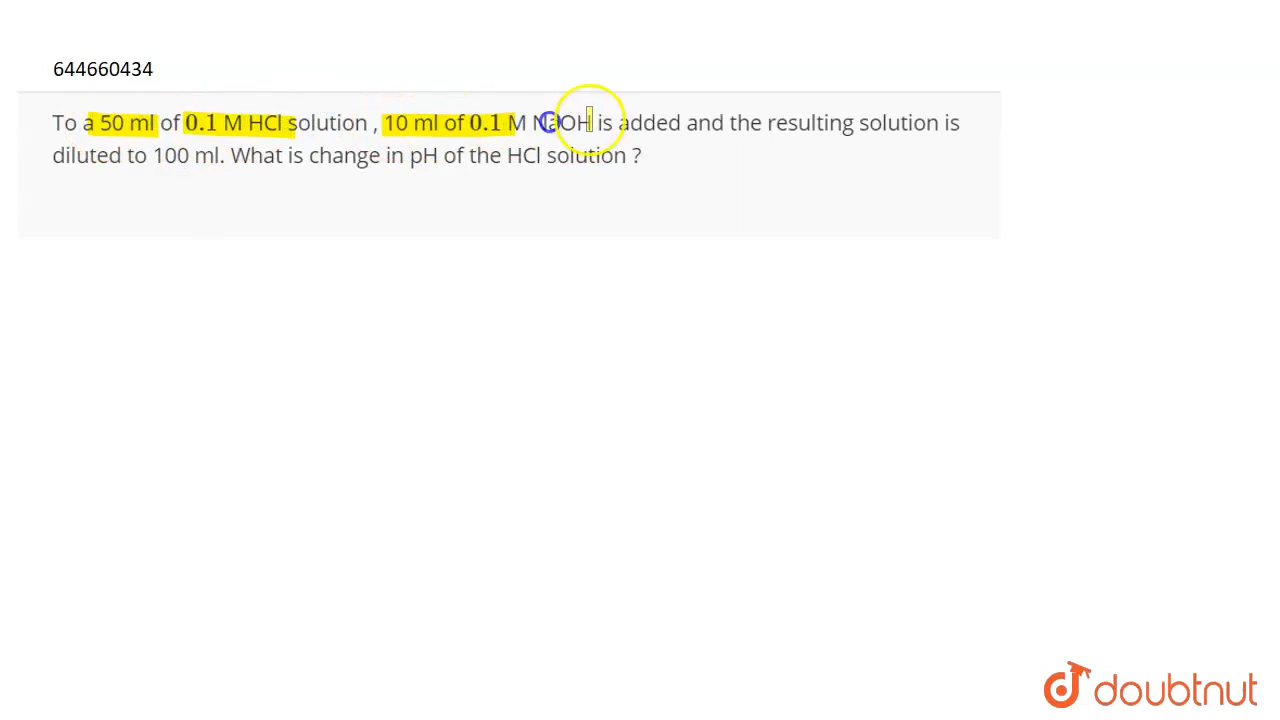 644660434
To a 50 ml of 0.1 M HCl solution , 10 ml of 0.1 M NaOH is added and the resulting solution is
diluted to 100 ml. What is change in pH of the HCl solution ?
doubtnut